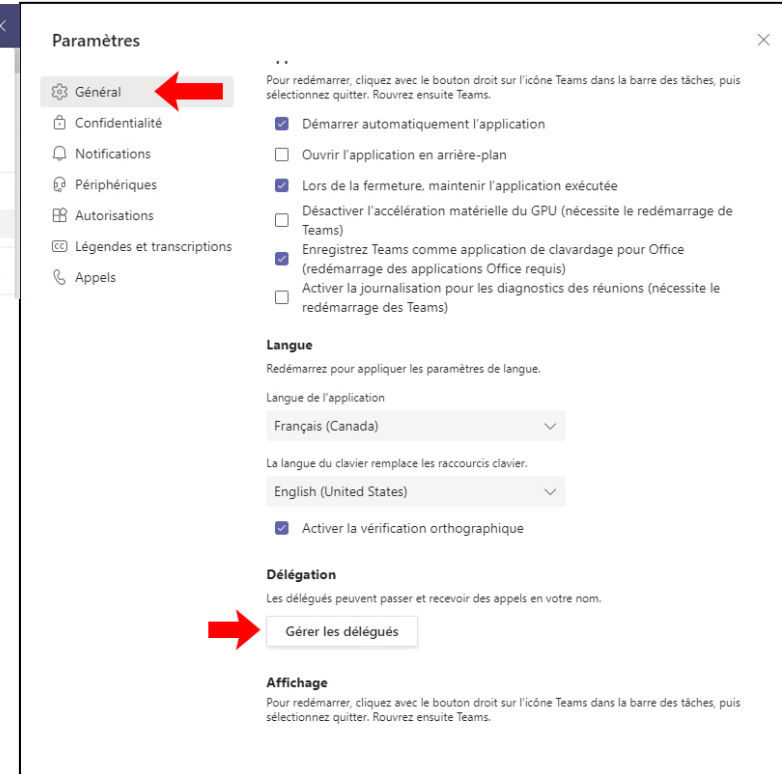 Paramètres
Général
Confidentialité
Notifications
Périphériques
Autorisations
CC Légendes et transcriptions
Appels
Pour redémarrer, cliquez avec le bouton droit sur l'icône Teams dans la barre des tâches, puis
sélectionnez quitter. Rouvrez ensuite Teams.
Démarrer automatiquement l'application
Ouvrir l'application en arrière-plan
Lors de la fermeture, maintenir l'application exécutée
Désactiver l'accélération matérielle du GPU (nécessite le redémarrage de
Teams)
Enregistrez Teams comme application de clavardage pour Office
(redémarrage des applications Office requis)
Activer la journalisation pour les diagnostics des réunions (nécessite le
redémarrage des Teams)
Langue
Redémarrez pour appliquer les paramètres de langue.
Langue de l'application
Français (Canada)
La langue du clavier remplace les raccourcis clavier.
English (United States)
Activer la vérification orthographique
Délégation
Les délégués peuvent passer et recevoir des appels en votre nom.
Gérer les délégués
Affichage
Pour redémarrer, cliquez avec le bouton droit sur l'icône Teams dans la barre des tâches, puis
sélectionnez quitter. Rouvrez ensuite Teams.